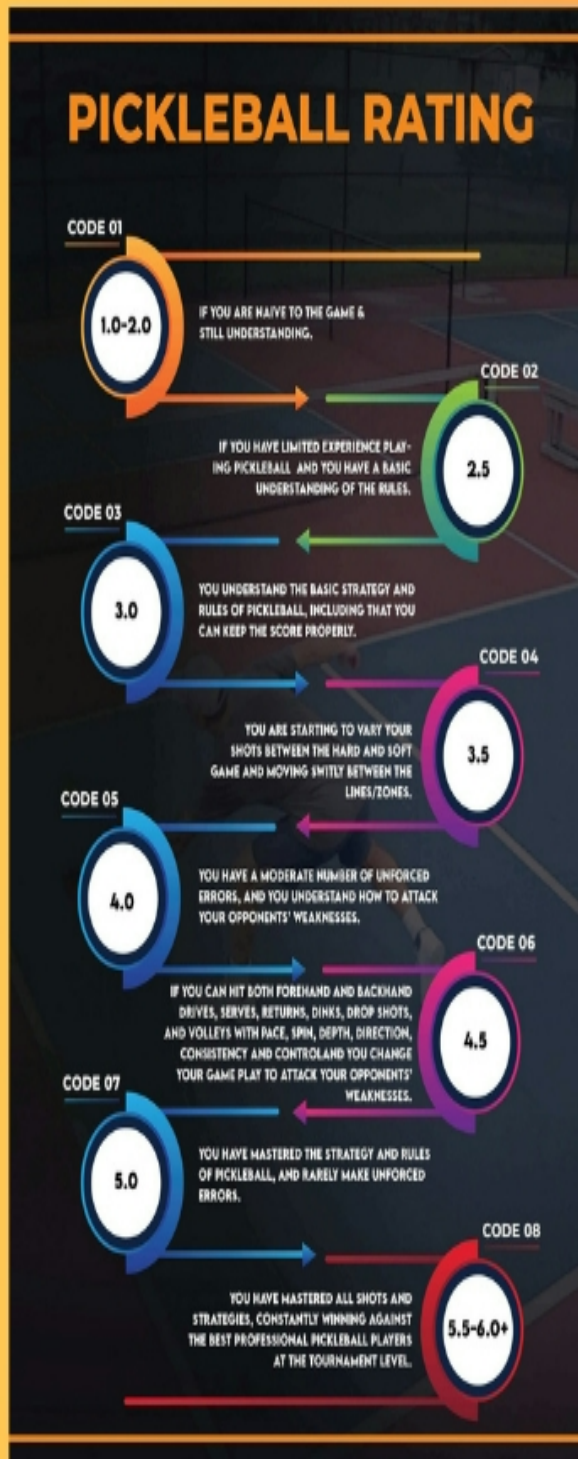 PICKLEBALL RATING
CODE 01
1.0-2.0
IF YOU ARE NAIVE TO THE GAME &
STILL UNDERSTANDING.
CODE 02
2.5
IF YOU HAVE LIMITED EXPERIENCE PLAY-
ING PICKLEBALL AND YOU HAVE A BASIC
UNDERSTANDING OF THE RULES.
CODE 03
3.0
YOU UNDERSTAND THE BASIC STRATEGY AND
RULES OF PICKLEBALL, INCLUDING THAT YOU
CAN KEEP THE SCORE PROPERLY.
CODE 04
3.5
YOU ARE STARTING TO VARY YOUR
SHOTS BETWEEN THE HARD AND SOFT
GAME AND MOVING SWITLY BETWEEN THE
LINES/ZONES.
CODE 05
4.0
YOU HAVE A MODERATE NUMBER OF UNFORCED
ERRORS, AND YOU UNDERSTAND HOW TO ATTACK
YOUR OPPONENTS' WEAKNESSES.
CODE 06
4.5
IF YOU CAN HIT BOTH FOREHAND AND BACKHAND
DRIVES, SERVES, RETURNS, DINKS, DROP SHOTS,
AND VOLLEYS WITH PACE, SPIN, DEPTH, DIRECTION,
CONSISTENCY AND CONTROLAND YOU CHANGE
YOUR GAME PLAY TO ATTACK YOUR OPPONENTS'
WEAKNESSES.
CODE 07
5.0
YOU HAVE MASTERED THE STRATEGY AND RULES
OF PICKLEBALL, AND RARELY MAKE UNFORCED
ERRORS.
CODE 08
5.5-6.0+
YOU HAVE MASTERED ALL SHOTS AND
STRATEGIES, CONSTANTLY WINNING AGAINST
THE BEST PROFESSIONAL PICKLEBALL PLAYERS
AT THE TOURNAMENT LEVEL.